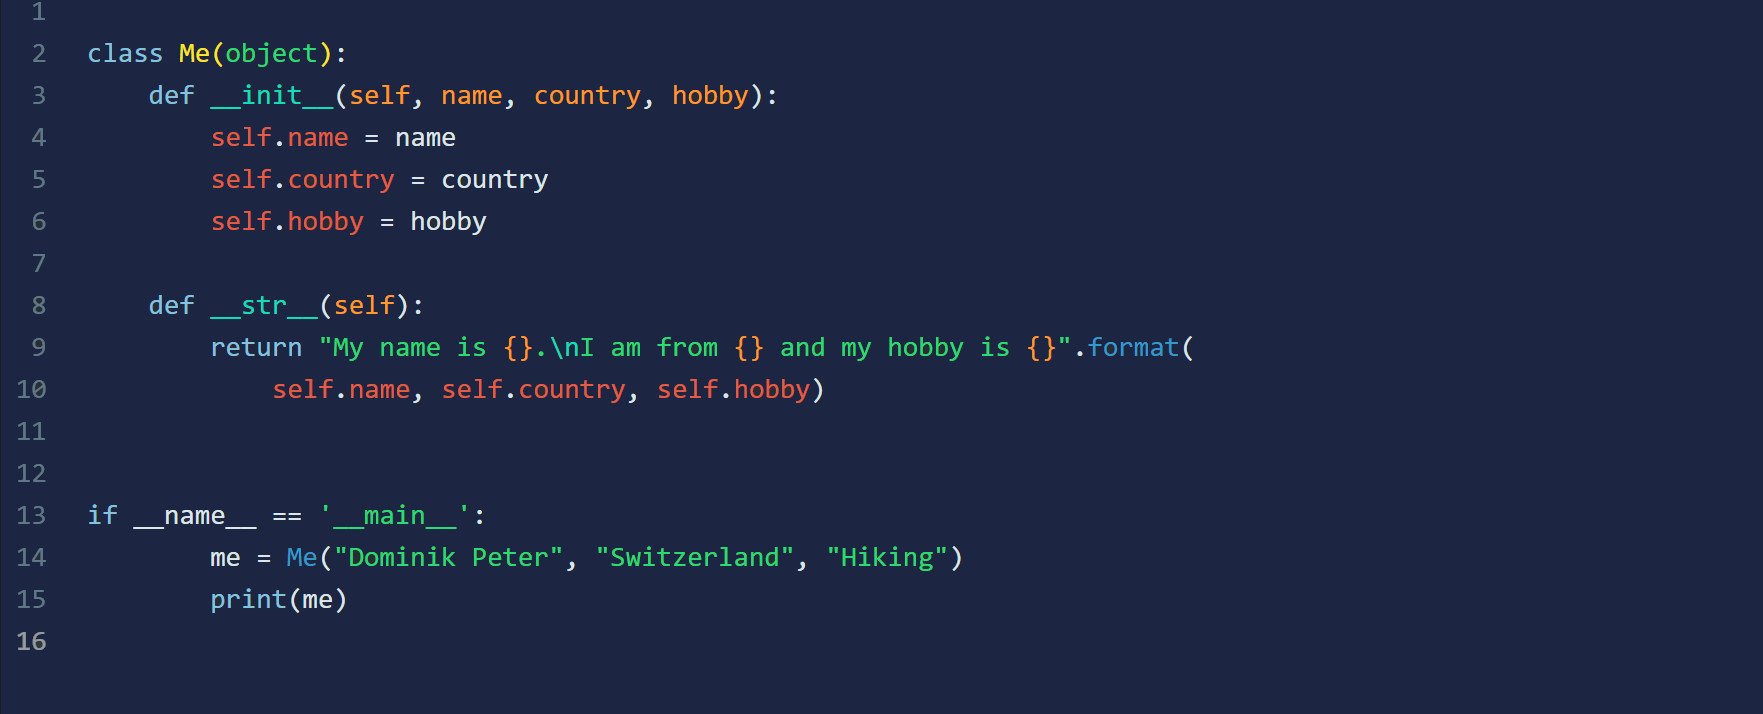 1
2 class Me(object):
3     def __init__(self, name, country, hobby):
4         self.name = name
5         self.country = country
6         self.hobby = hobby
7
8     def __str__(self):
9         return "My name is {}.\nI am from {} and my hobby is {}".format(
10             self.name, self.country, self.hobby)
11
12
13 if __name__ == '__main__':
14         me = Me("Dominik Peter", "Switzerland", "Hiking")
15         print(me)
16